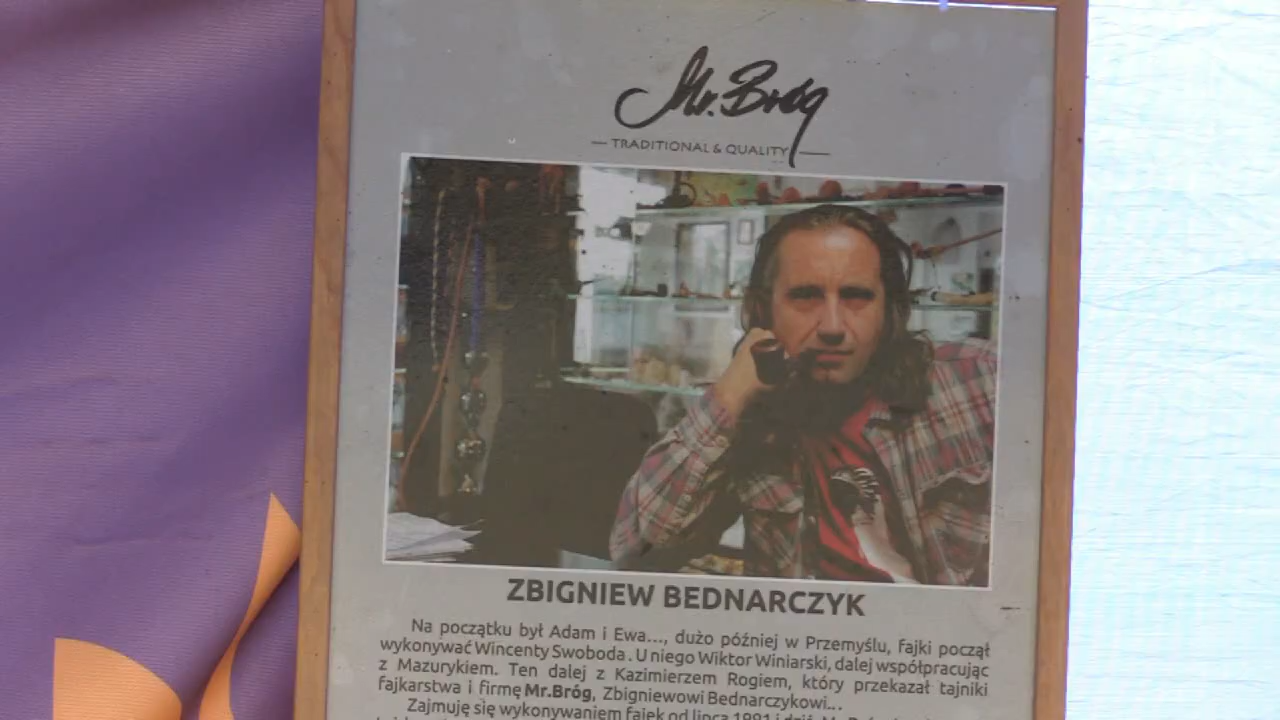 Mr. Bróg
TRADITIONAL & QUALITY
ZBIGNIEW BEDNARCZYK
Na początku był Adam i Ewa..., dużo później w Przemyślu, fajki począł
wykonywać Wincenty Swoboda. U niego Wiktor Winiarski, dalej współpracując
z Mazurykiem. Ten dalej z Kazimierzem Rogiem, który przekazał tajniki
fajkarstwa i firmę Mr.Bróg, Zbigniewowi Bednarczykowi...
Zajmuję się wykonywaniem fajek od lipca 1991 i dziś